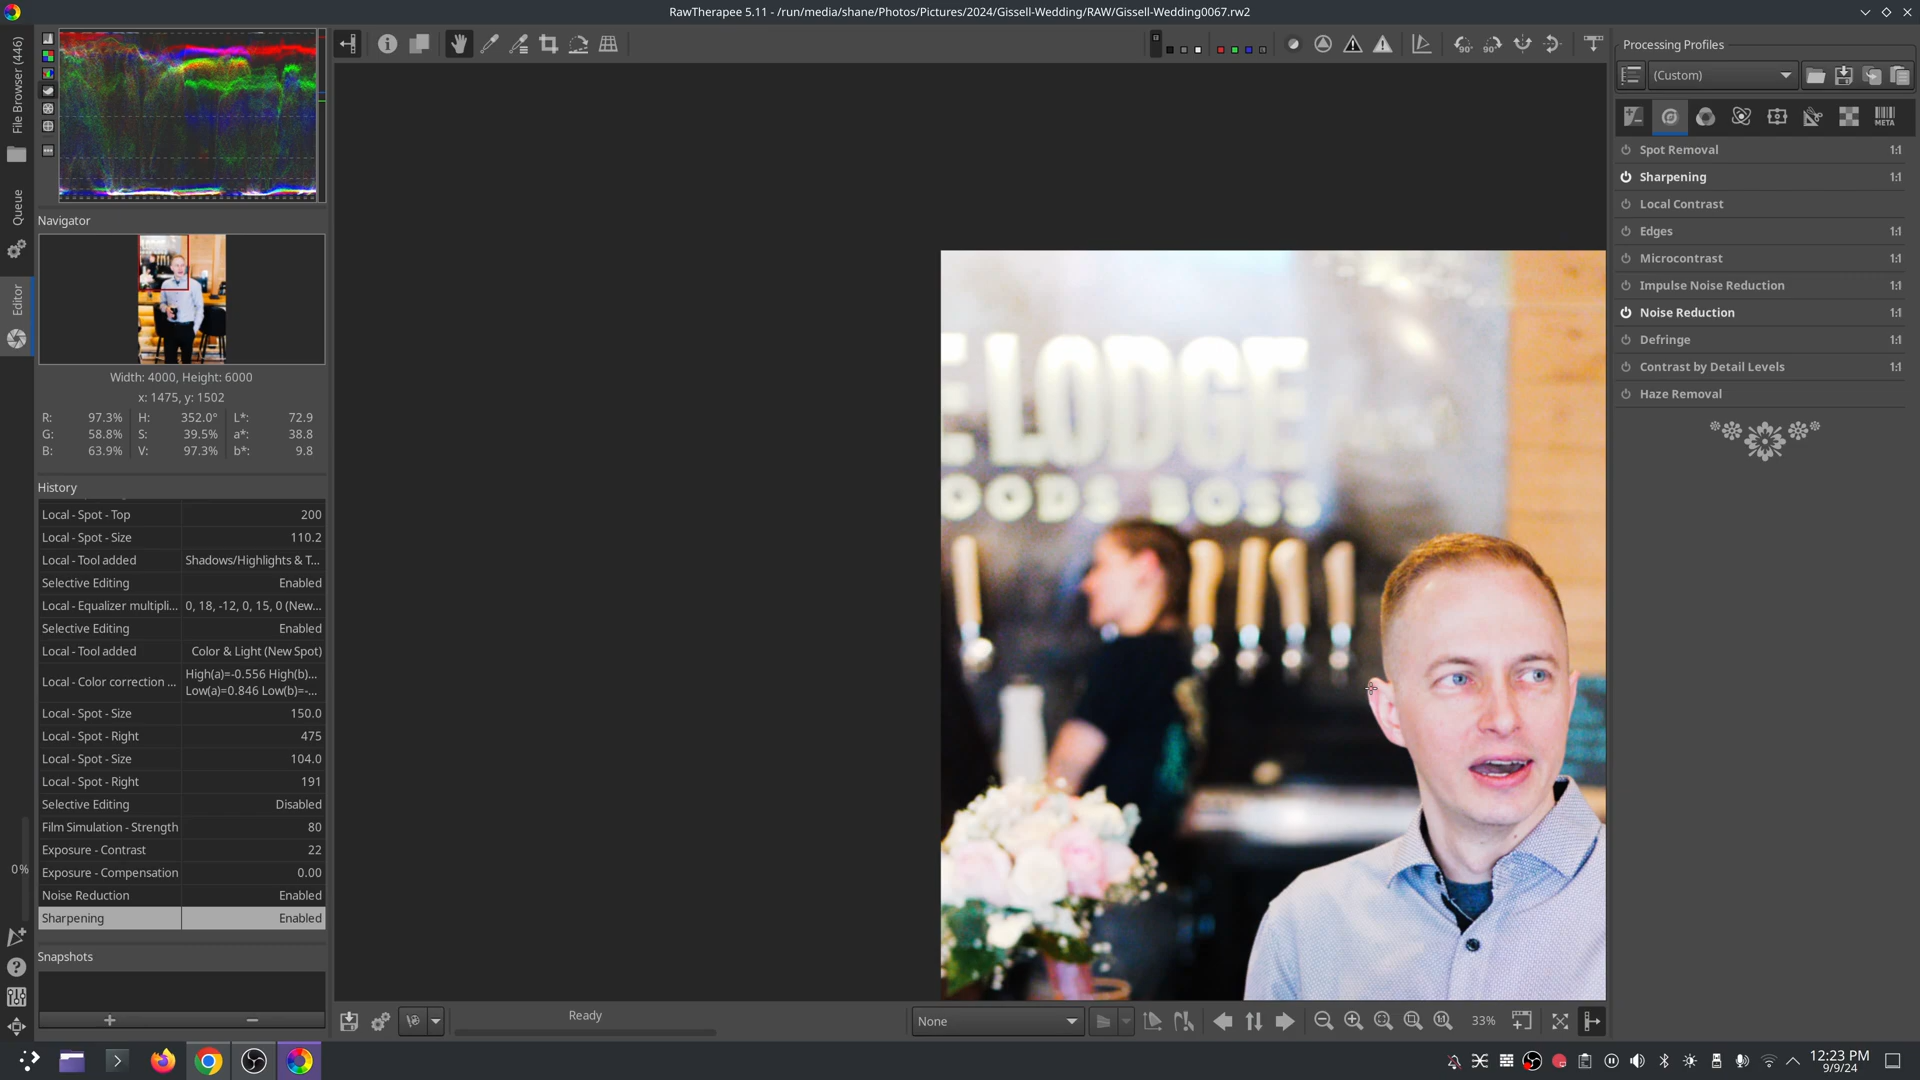 RawTherapee 5.11 - /run/media/shane/Photos/Pictures/2024/Gissell-Wedding/RAW/Gissell-Wedding0067.rw2
File Browser (446)
Queue
Editor
0%
Navigator
Width: 4000, Height: 6000
x: 1475, y: 1502
R: 97.3% H: 352.0° L*: 72.9
G: 58.8% S: 39.5% a*: 38.8
B: 63.9% V: 97.3% b*: 9.8
History
Local - Spot - Top 200
Local - Spot - Size 110.2
Local - Tool added Shadows/Highlights & T...
Selective Editing Enabled
Local - Equalizer multipli... 0, 18, -12, 0, 15, 0 (New...
Selective Editing Enabled
Local - Tool added Color & Light (New Spot)
Local - Color correction ... High(a)=-0.556 High(b)...
Low(a)=0.846 Low(b)=-...
Local - Spot - Size 150.0
Local - Spot - Right 475
Local - Spot - Size 104.0
Local - Spot - Right 191
Selective Editing Disabled
Film Simulation - Strength 80
Exposure - Contrast 22
Exposure - Compensation 0.00
Noise Reduction Enabled
Sharpening Enabled
Snapshots
E LODGE
OODS BOSS
Ready
None
33%
Processing Profiles
(Custom)
META
Spot Removal 1:1
Sharpening 1:1
Local Contrast
Edges 1:1
Microcontrast 1:1
Impulse Noise Reduction 1:1
Noise Reduction 1:1
Defringe 1:1
Contrast by Detail Levels 1:1
Haze Removal
12:23 PM
9/9/24